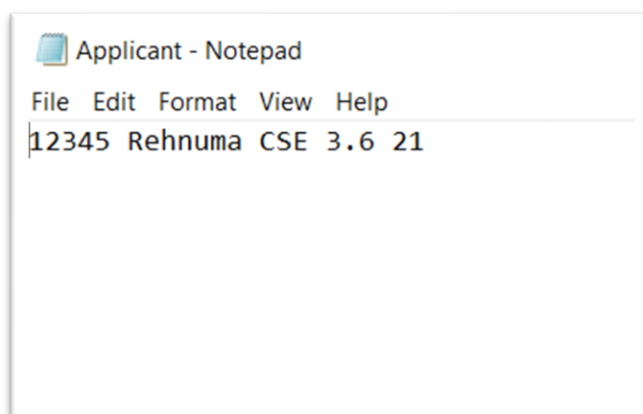 Applicant - Notepad
File Edit Format View Help
12345 Rehnuma CSE 3.6 21